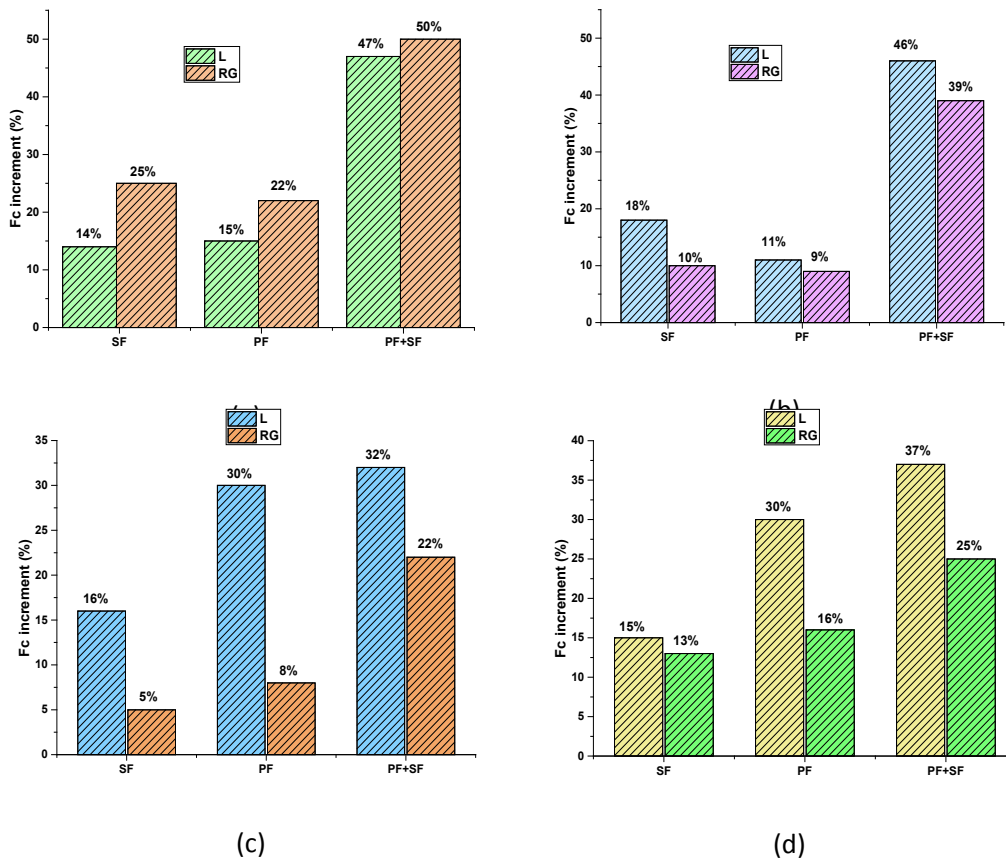 Fc increment (%)
50
40
30
20
10
0
L
RG
14%
25%
15%
22%
47%
50%
SF
PF
PF+SF
Fc increment (%)
50
40
30
20
10
0
L
RG
18%
10%
11%
9%
46%
39%
SF
PF
PF+SF
(b)
Fc increment (%)
35
30
25
20
15
10
5
0
L
RG
16%
5%
30%
8%
32%
22%
SF
PF
PF+SF
(c)
Fc increment (%)
40
35
30
25
20
15
10
5
0
L
RG
15%
13%
30%
16%
37%
25%
SF
PF
PF+SF
(d)